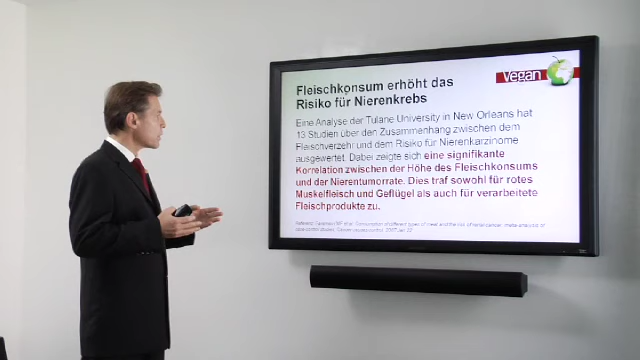 Vegan
Fleischkonsum erhöht das
Risiko für Nierenkrebs
Eine Analyse der Tulane University in New Orleans hat
13 Studien über den Zusammenhang zwischen dem
Fleischverzehr und dem Risiko für Nierenkarzinome
ausgewertet. Dabei zeigte sich eine signifikante
Korrelation zwischen der Höhe des Fleischkonsums
und der Nierentumorrate. Dies traf sowohl für rotes
Muskelfleisch und Geflügel als auch für verarbeitete
Fleischprodukte zu.